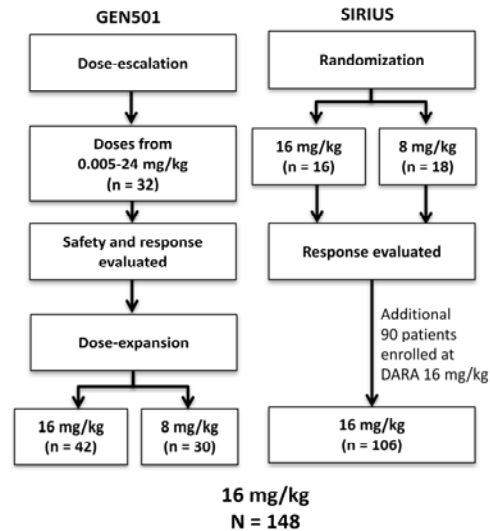 GEN501
Dose-escalation
Doses from
0.005-24 mg/kg
(n = 32)
Safety and response
evaluated
Dose-expansion
16 mg/kg
(n = 42)
8 mg/kg
(n = 30)
SIRIUS
Randomization
16 mg/kg
(n = 16)
8 mg/kg
(n = 18)
Response evaluated
Additional
90 patients
enrolled at
DARA 16 mg/kg
16 mg/kg
(n = 106)
16 mg/kg
N = 148